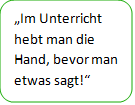 „Im Unterricht
hebt man die
Hand, bevor man
etwas sagt!“